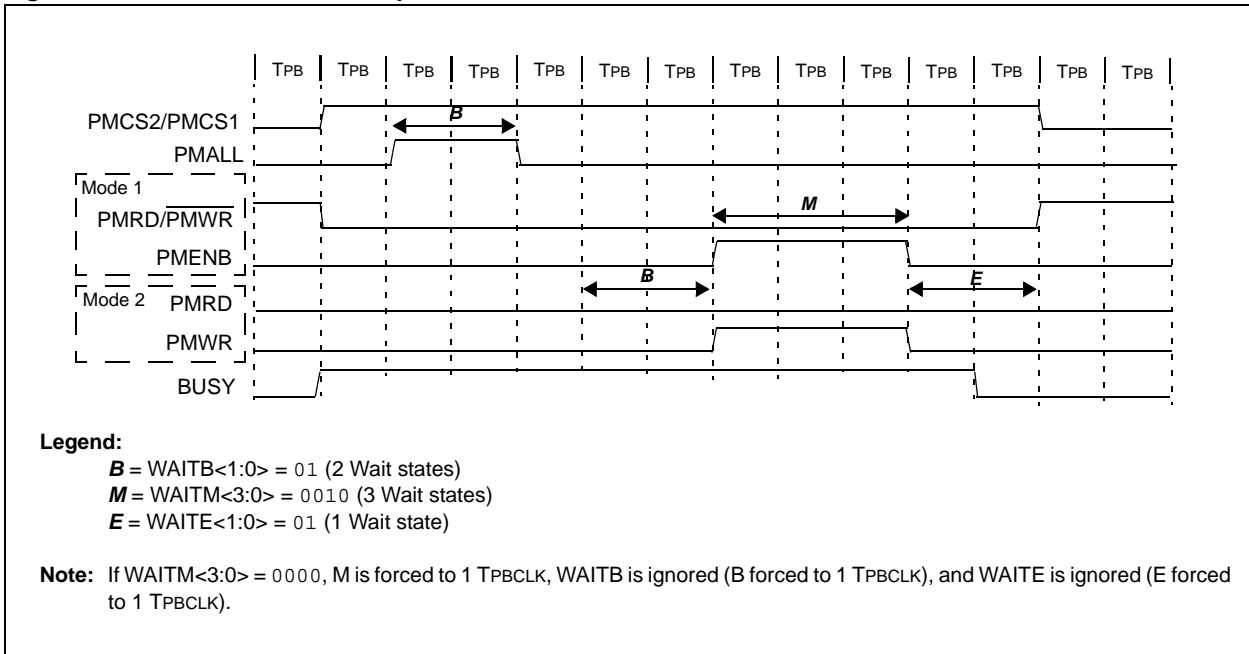 TPB TPB TPB TPB TPB TPB TPB TPB TPB TPB TPB TPB TPB TPB
PMCS2/PMCS1
B
PMALL
Mode 1
PMRD/PMWR
M
PMENB
B
E
Mode 2
PMRD
PMWR
BUSY
Legend:
B = WAITB<1:0> = 01 (2 Wait states)
M = WAITM<3:0> = 0010 (3 Wait states)
E = WAITE<1:0> = 01 (1 Wait state)
Note: If WAITM<3:0> = 0000, M is forced to 1 TPBCLK, WAITB is ignored (B forced to 1 TPBCLK), and WAITE is ignored (E forced
to 1 TPBCLK).